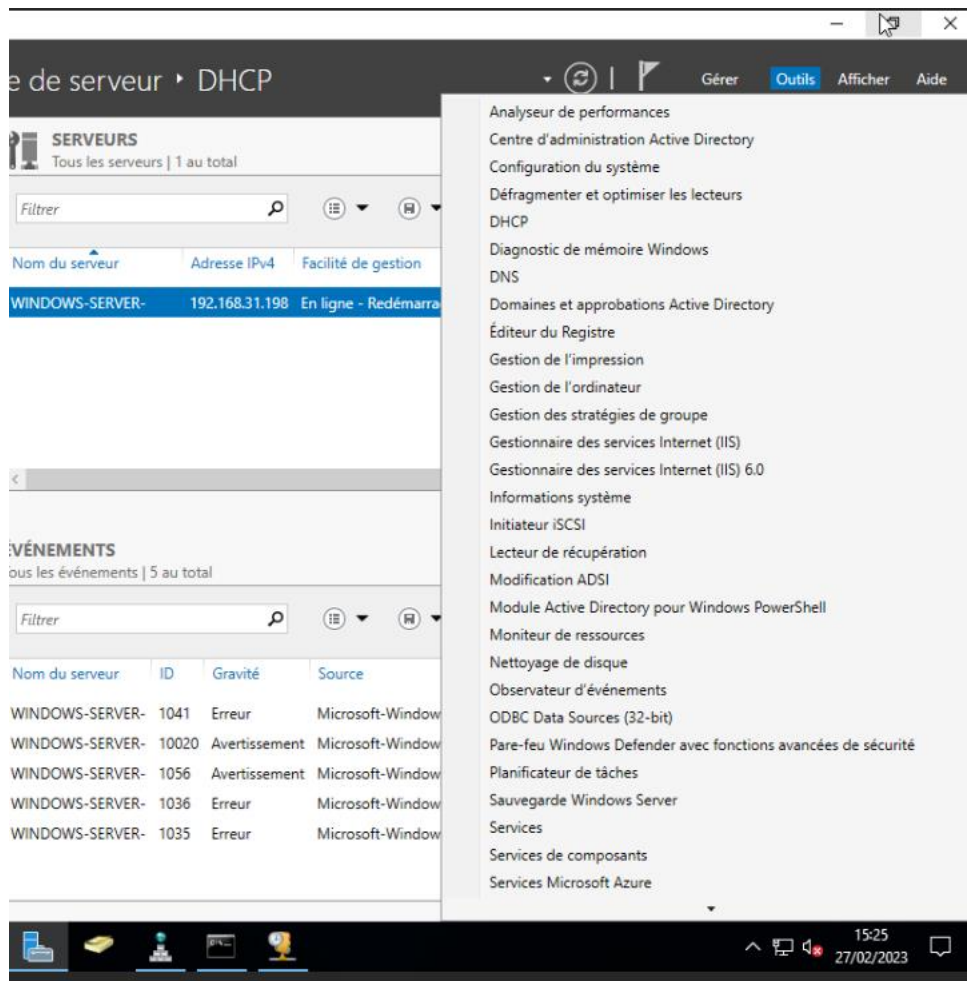 e de serveur ‣ DHCP
Gérer Outils Afficher Aide
SERVEURS
Tous les serveurs | 1 au total
Filtrer
Nom du serveur Adresse IPv4 Facilité de gestion
WINDOWS-SERVER- 192.168.31.198 En ligne - Redémarra
ÉVÉNEMENTS
ous les événements | 5 au total
Filtrer
Nom du serveur ID Gravité Source
WINDOWS-SERVER- 1041 Erreur Microsoft-Window
WINDOWS-SERVER- 10020 Avertissement Microsoft-Window
WINDOWS-SERVER- 1056 Avertissement Microsoft-Window
WINDOWS-SERVER- 1036 Erreur Microsoft-Window
WINDOWS-SERVER- 1035 Erreur Microsoft-Window
Analyseur de performances
Centre d'administration Active Directory
Configuration du système
Défragmenter et optimiser les lecteurs
DHCP
Diagnostic de mémoire Windows
DNS
Domaines et approbations Active Directory
Éditeur du Registre
Gestion de l'impression
Gestion de l'ordinateur
Gestion des stratégies de groupe
Gestionnaire des services Internet (IIS)
Gestionnaire des services Internet (IIS) 6.0
Informations système
Initiateur iSCSI
Lecteur de récupération
Modification ADSI
Module Active Directory pour Windows PowerShell
Moniteur de ressources
Nettoyage de disque
Observateur d'événements
ODBC Data Sources (32-bit)
Pare-feu Windows Defender avec fonctions avancées de sécurité
Planificateur de tâches
Sauvegarde Windows Server
Services
Services de composants
Services Microsoft Azure
15:25
27/02/2023